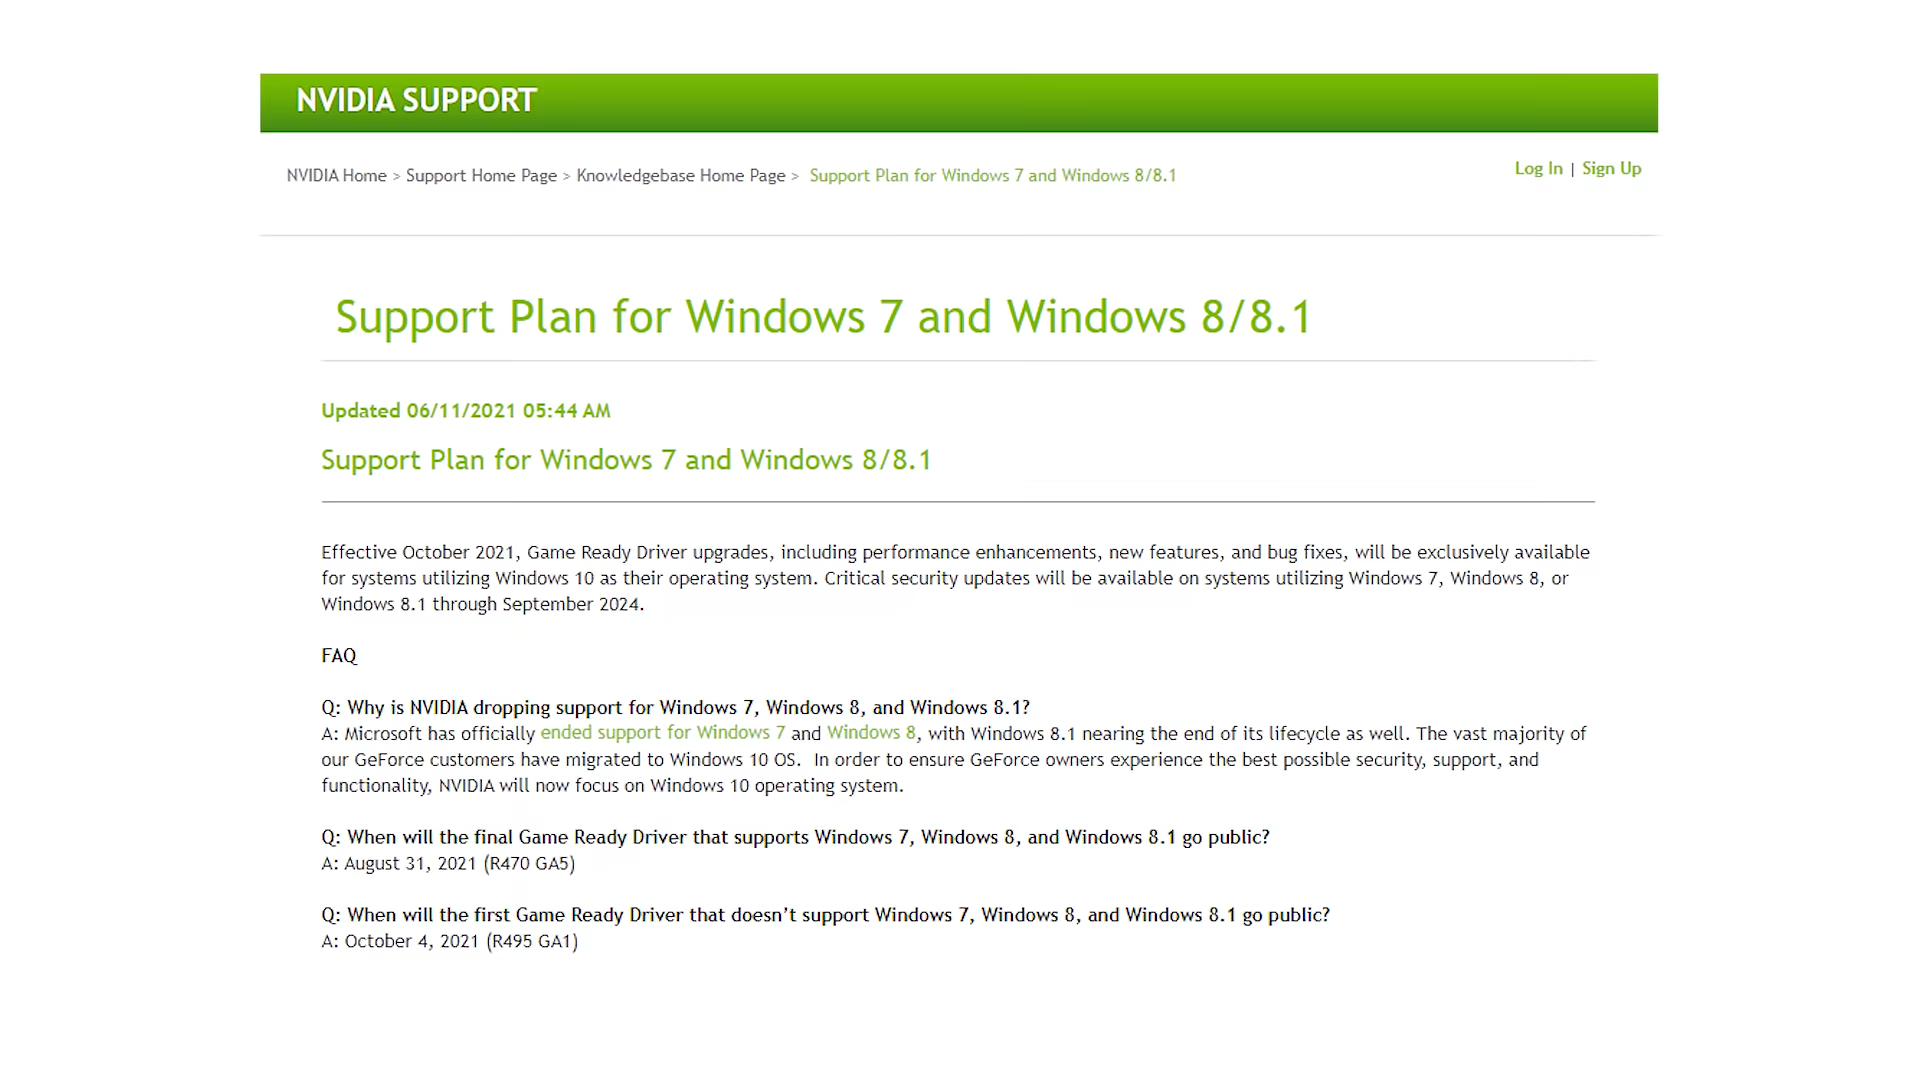 NVIDIA SUPPORT
NVIDIA Home > Support Home Page > Knowledgebase Home Page > Support Plan for Windows 7 and Windows 8/8.1
Log In | Sign Up
Support Plan for Windows 7 and Windows 8/8.1
Updated 06/11/2021 05:44 AM
Support Plan for Windows 7 and Windows 8/8.1
Effective October 2021, Game Ready Driver upgrades, including performance enhancements, new features, and bug fixes, will be exclusively available
for systems utilizing Windows 10 as their operating system. Critical security updates will be available on systems utilizing Windows 7, Windows 8, or
Windows 8.1 through September 2024.
FAQ
Q: Why is NVIDIA dropping support for Windows 7, Windows 8, and Windows 8.1?
A: Microsoft has officially ended support for Windows 7 and Windows 8, with Windows 8.1 nearing the end of its lifecycle as well. The vast majority of
our GeForce customers have migrated to Windows 10 OS.  In order to ensure GeForce owners experience the best possible security, support, and
functionality, NVIDIA will now focus on Windows 10 operating system.
Q: When will the final Game Ready Driver that supports Windows 7, Windows 8, and Windows 8.1 go public?
A: August 31, 2021 (R470 GA5)
Q: When will the first Game Ready Driver that doesn’t support Windows 7, Windows 8, and Windows 8.1 go public?
A: October 4, 2021 (R495 GA1)